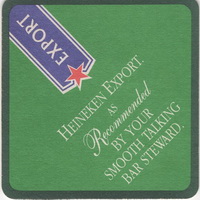 EXPORT
HEINEKEN EXPORT.
AS
Recommended
BY YOUR
SMOOTH TALKING
BAR STEWARD.